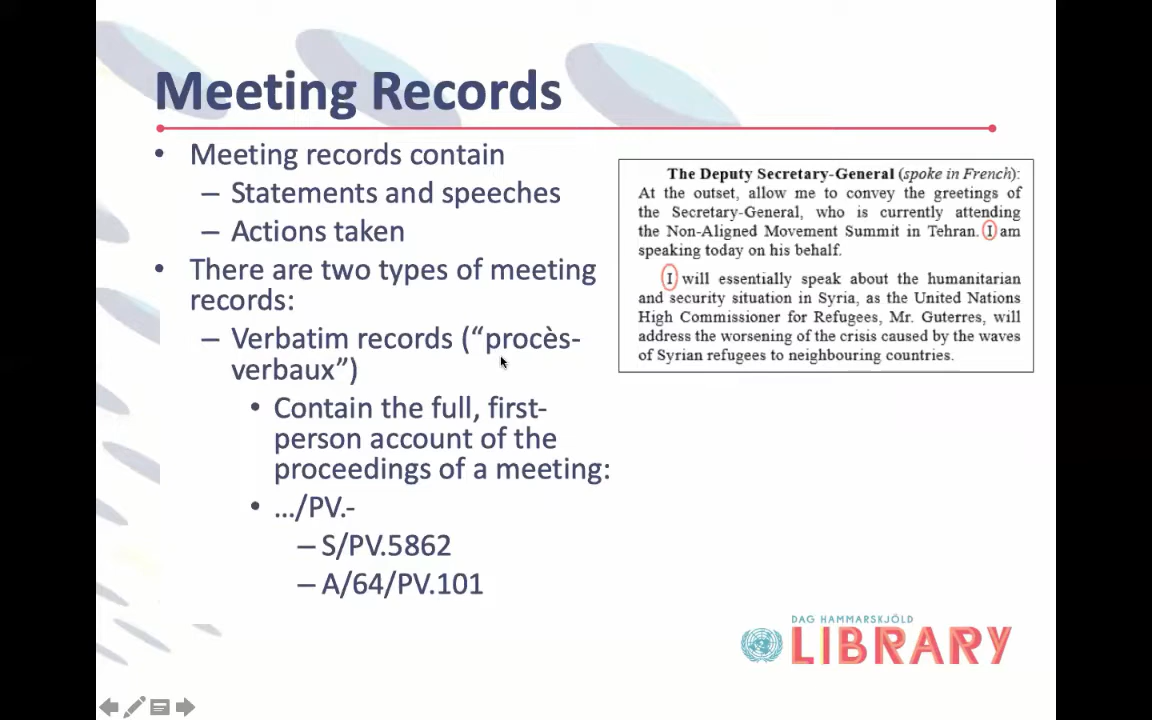 Meeting Records
• Meeting records contain
– Statements and speeches
– Actions taken
• There are two types of meeting
records:
– Verbatim records (“procès-
verbaux”)
• Contain the full, first-
person account of the
proceedings of a meeting:
• …/PV.-
– S/PV.5862
– A/64/PV.101
The Deputy Secretary-General (spoke in French):
At the outset, allow me to convey the greetings of
the Secretary-General, who is currently attending
the Non-Aligned Movement Summit in Tehran. I am
speaking today on his behalf.
I will essentially speak about the humanitarian
and security situation in Syria, as the United Nations
High Commissioner for Refugees, Mr. Guterres, will
address the worsening of the crisis caused by the waves
of Syrian refugees to neighbouring countries.
DAG HAMMARSKJÖLD
LIBRARY